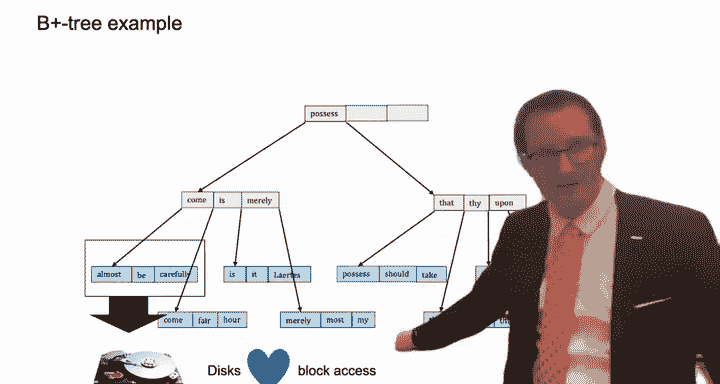 B+-tree example
possess
come is merely
that thy upon
almost be carefully
is it Laertes
possess should take
come fair hour
merely most my
Disks block access